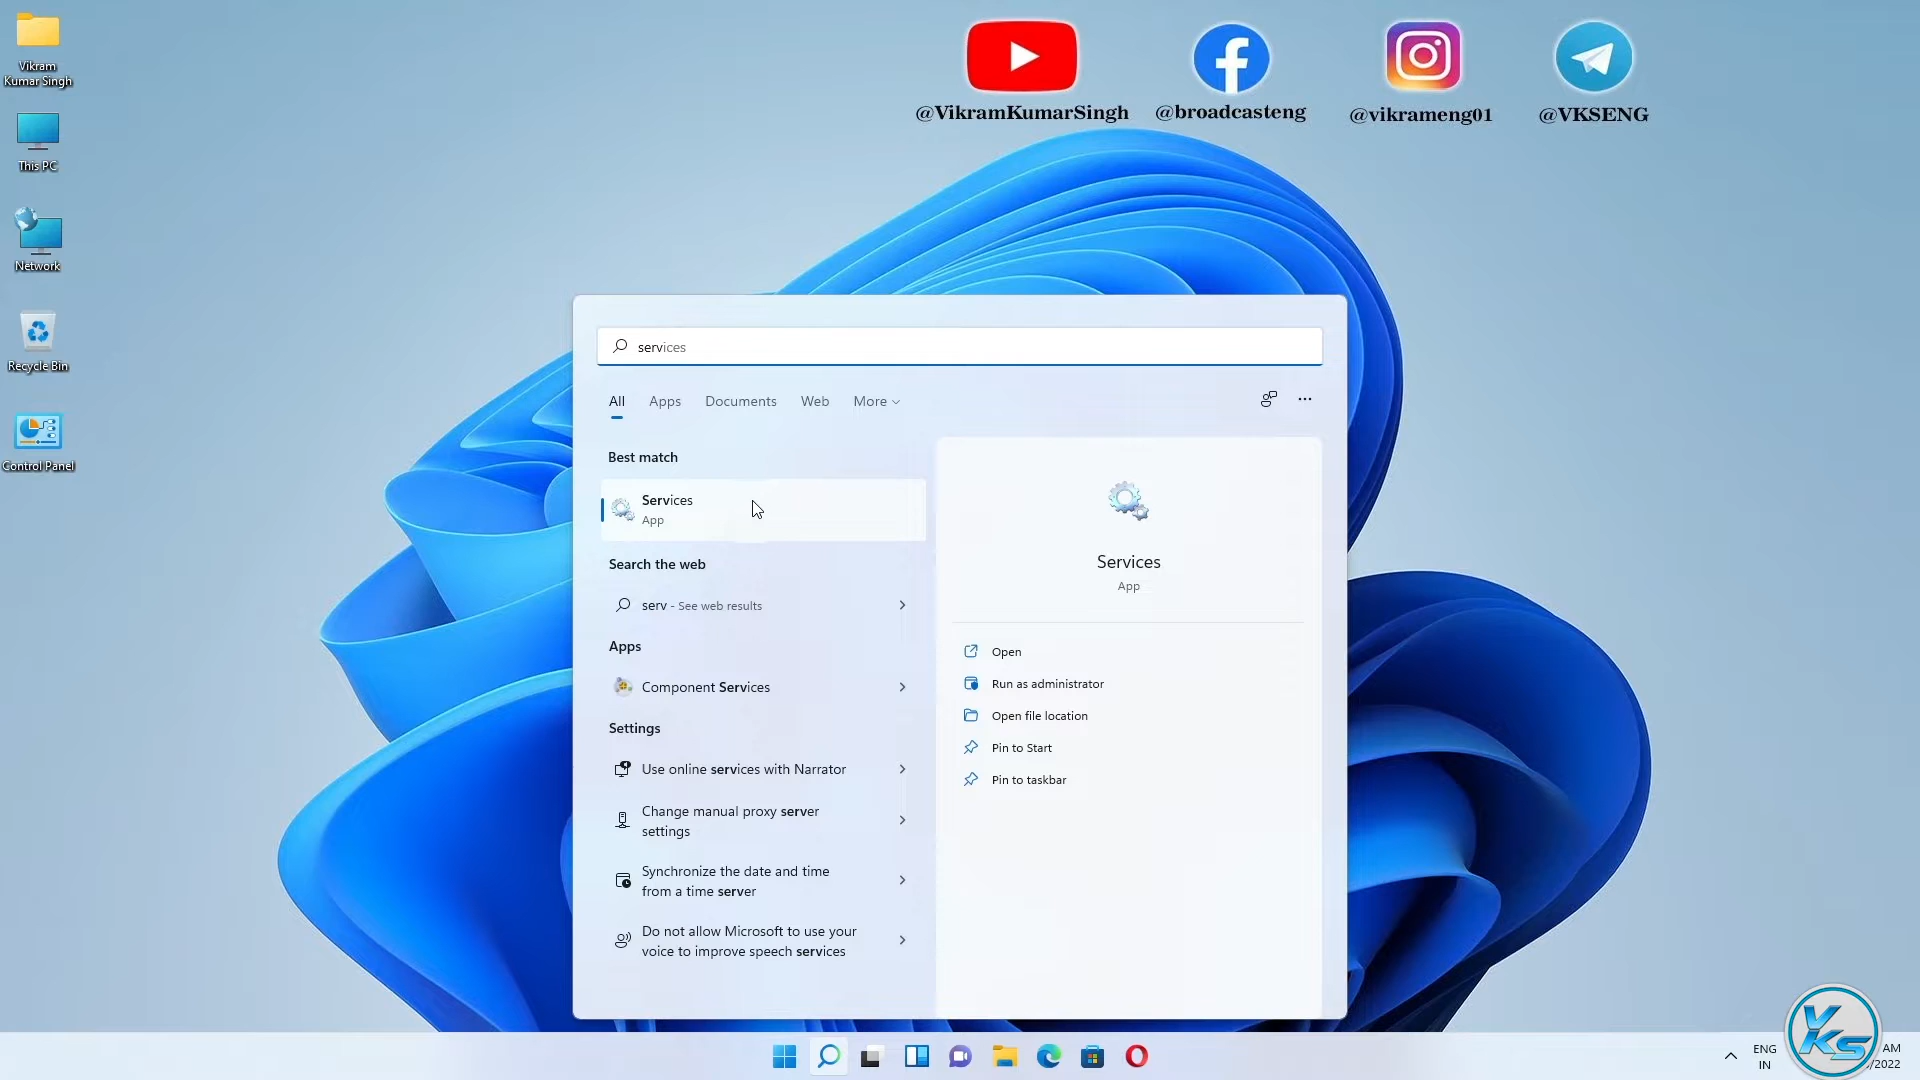 Vikram
Kumar Singh
This PC
Network
Recycle Bin
Control Panel
@VikramKumarSingh
@broadcasteng
@vikrameng01
@VKSENG
services
All
Apps
Documents
Web
More
Best match
Services
App
Search the web
serv - See web results
Apps
Component Services
Settings
Use online services with Narrator
Change manual proxy server
settings
Synchronize the date and time
from a time server
Do not allow Microsoft to use your
voice to improve speech services
Services
App
Open
Run as administrator
Open file location
Pin to Start
Pin to taskbar
ENG
IN
VKS
AM
/2022